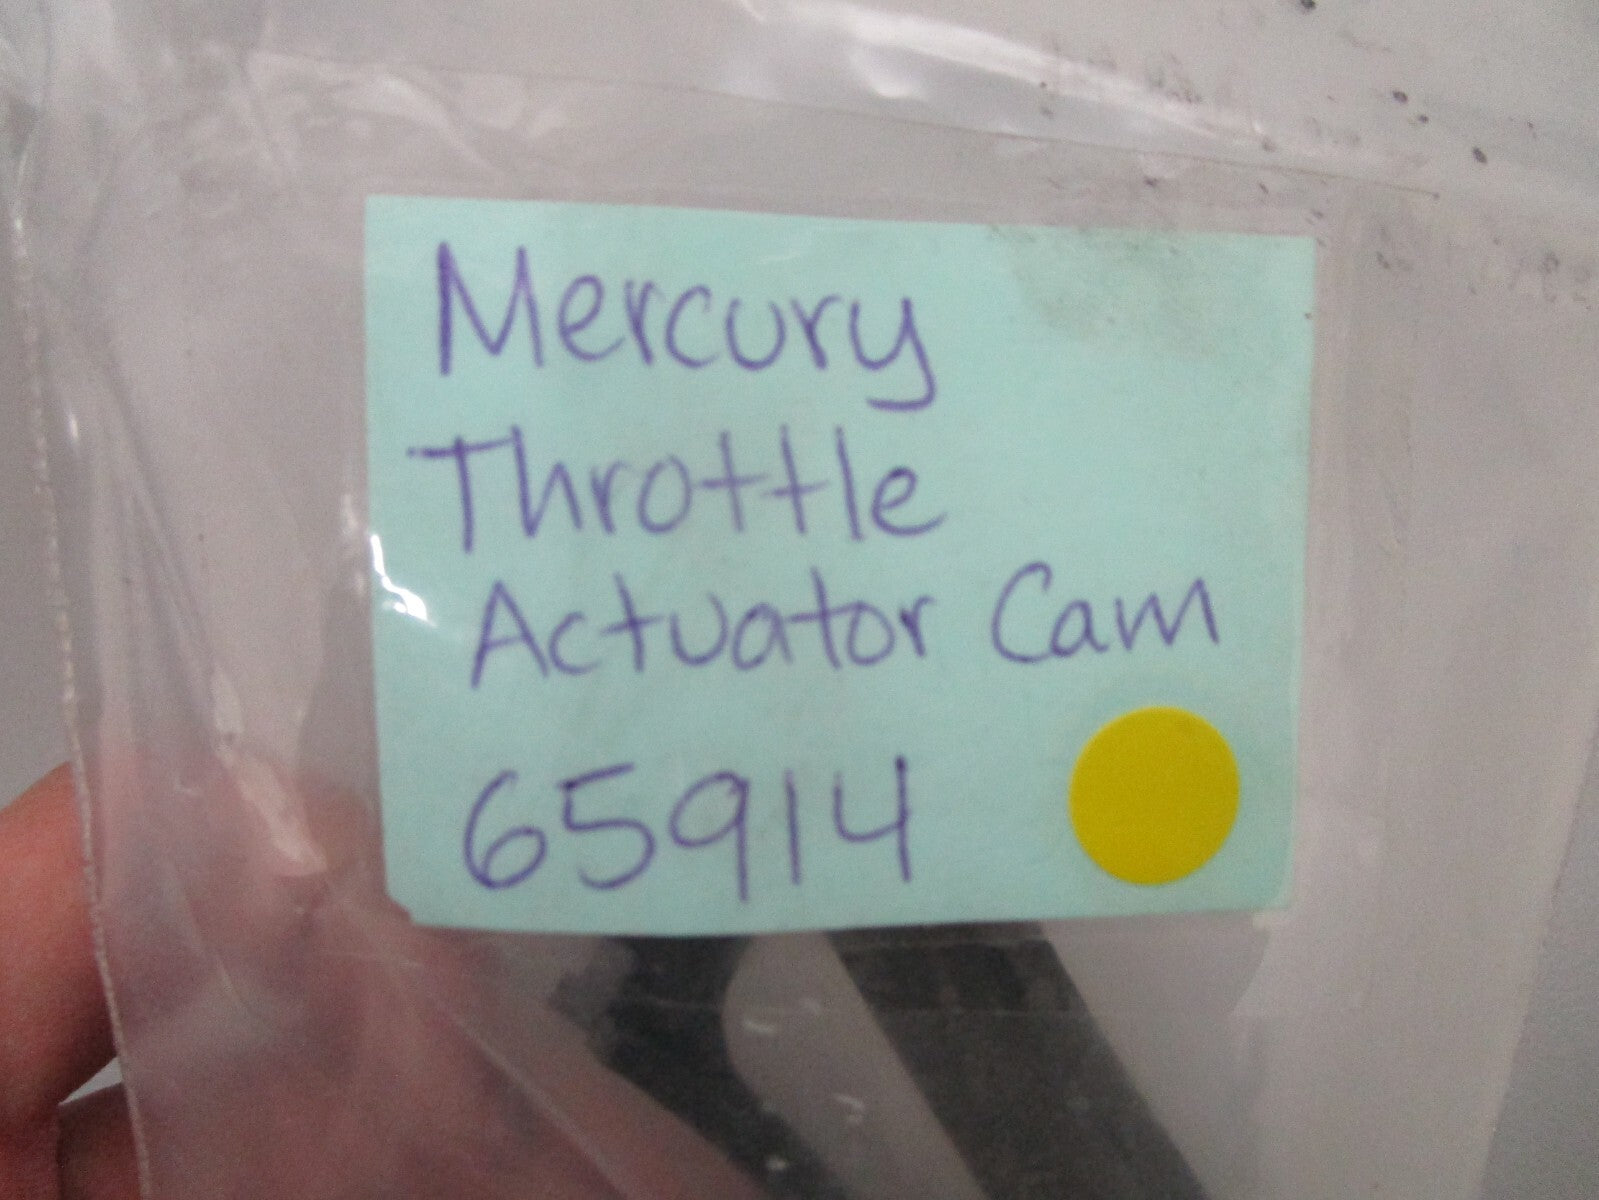 Mercury
Throttle
Actuator Cam
65914